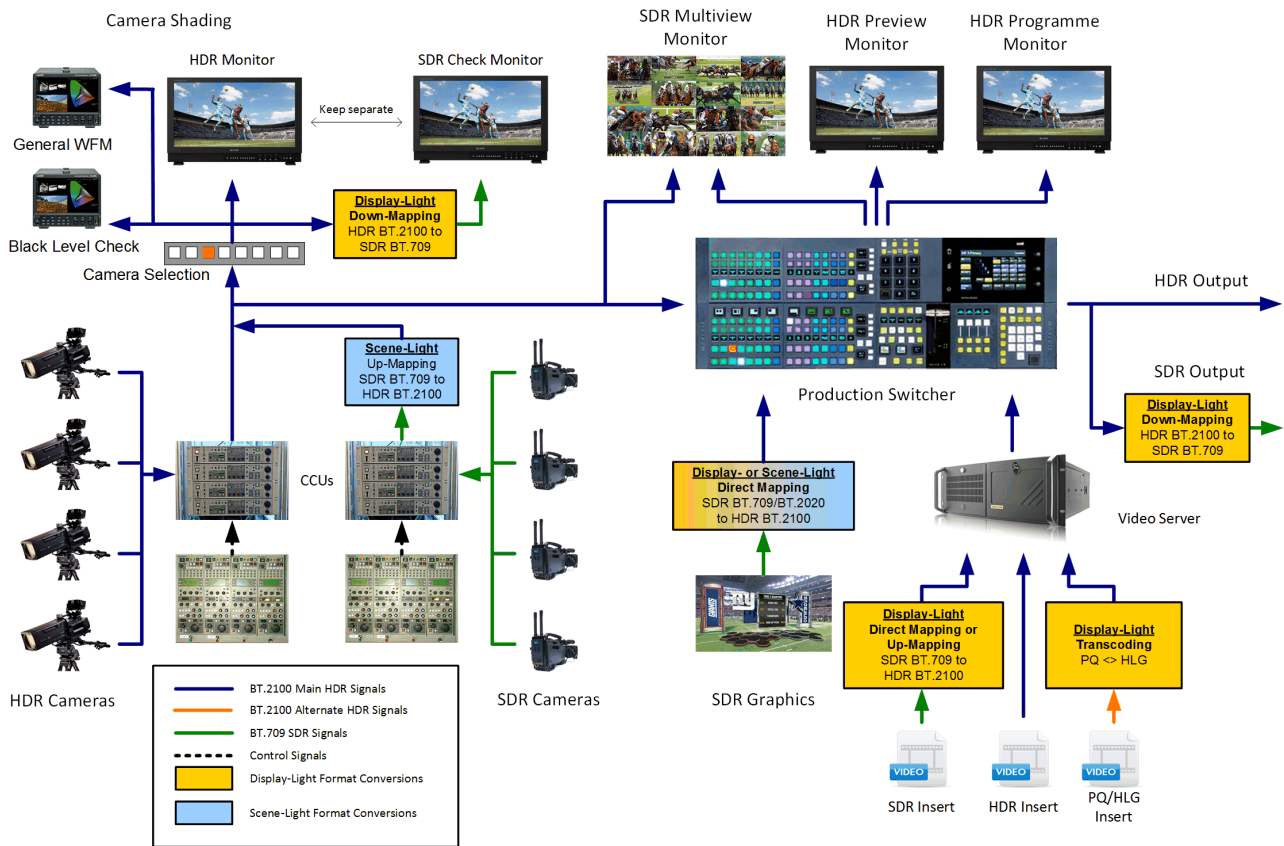 Camera Shading
HDR Monitor
SDR Check Monitor
Keep separate
SDR Multiview
Monitor
HDR Preview
Monitor
HDR Programme
Monitor
General WFM
Black Level Check
Camera Selection
Display-Light
Down-Mapping
HDR BT.2100 to
SDR BT.709
HDR Output
SDR Output
Scene-Light
Up-Mapping
SDR BT.709 to
HDR BT.2100
Production Switcher
Display-Light
Down-Mapping
HDR BT.2100 to
SDR BT.709
CCUs
Display- or Scene-Light
Direct Mapping
SDR BT.709/BT.2020
to HDR BT.2100
Video Server
HDR Cameras
SDR Cameras
SDR Graphics
Display-Light
Direct Mapping or
Up-Mapping
SDR BT.709 to
HDR BT.2100
Display-Light
Transcoding
PQ <> HLG
BT.2100 Main HDR Signals
BT.2100 Alternate HDR Signals
BT.709 SDR Signals
Control Signals
Display-Light Format Conversions
Scene-Light Format Conversions
VIDEO
VIDEO
VIDEO
SDR Insert
HDR Insert
PQ/HLG
Insert